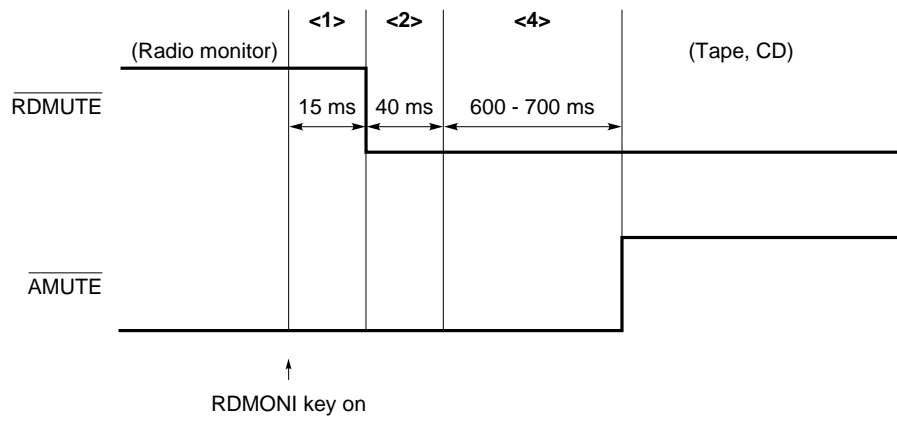 <1> <2> <4>
(Radio monitor) (Tape, CD)
RDMUTE 15 ms 40 ms 600 - 700 ms
AMUTE
RDMONI key on